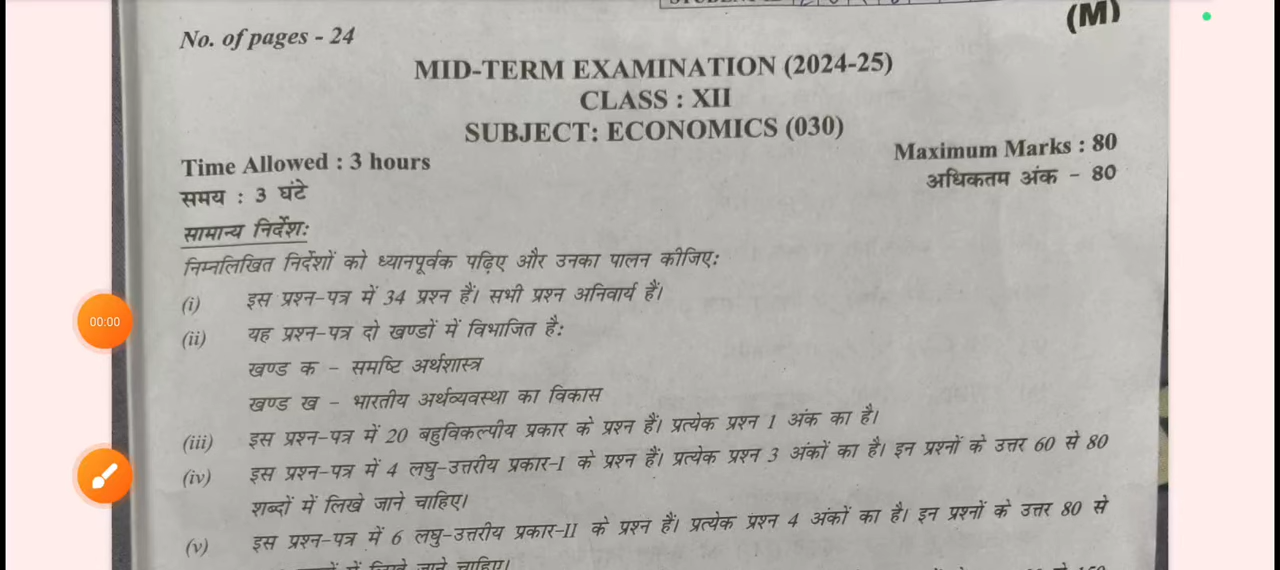 (M)
No. of pages - 24
MID-TERM EXAMINATION (2024-25)
CLASS : XII
SUBJECT: ECONOMICS (030)
Time Allowed : 3 hours
Maximum Marks : 80
समय : 3 घंटे
अधिकतम अंक - 80
सामान्य निर्देश:
निम्नलिखित निर्देशों को ध्यानपूर्वक पढ़िए और उनका पालन कीजिए:
(i) इस प्रश्न-पत्र में 34 प्रश्न हैं। सभी प्रश्न अनिवार्य हैं।
(ii) यह प्रश्न-पत्र दो खण्डों में विभाजित है:
खण्ड क - समष्टि अर्थशास्त्र
खण्ड ख - भारतीय अर्थव्यवस्था का विकास
(iii) इस प्रश्न-पत्र में 20 बहुविकल्पीय प्रकार के प्रश्न हैं। प्रत्येक प्रश्न 1 अंक का है।
(iv) इस प्रश्न-पत्र में 4 लघु-उत्तरीय प्रकार-I के प्रश्न हैं। प्रत्येक प्रश्न 3 अंकों का है। इन प्रश्नों के उत्तर 60 से 80
शब्दों में लिखे जाने चाहिए।
(v) इस प्रश्न-पत्र में 6 लघु-उत्तरीय प्रकार-II के प्रश्न हैं। प्रत्येक प्रश्न 4 अंकों का है। इन प्रश्नों के उत्तर 80 से
में लिखे जाने चाहिए।
00:00